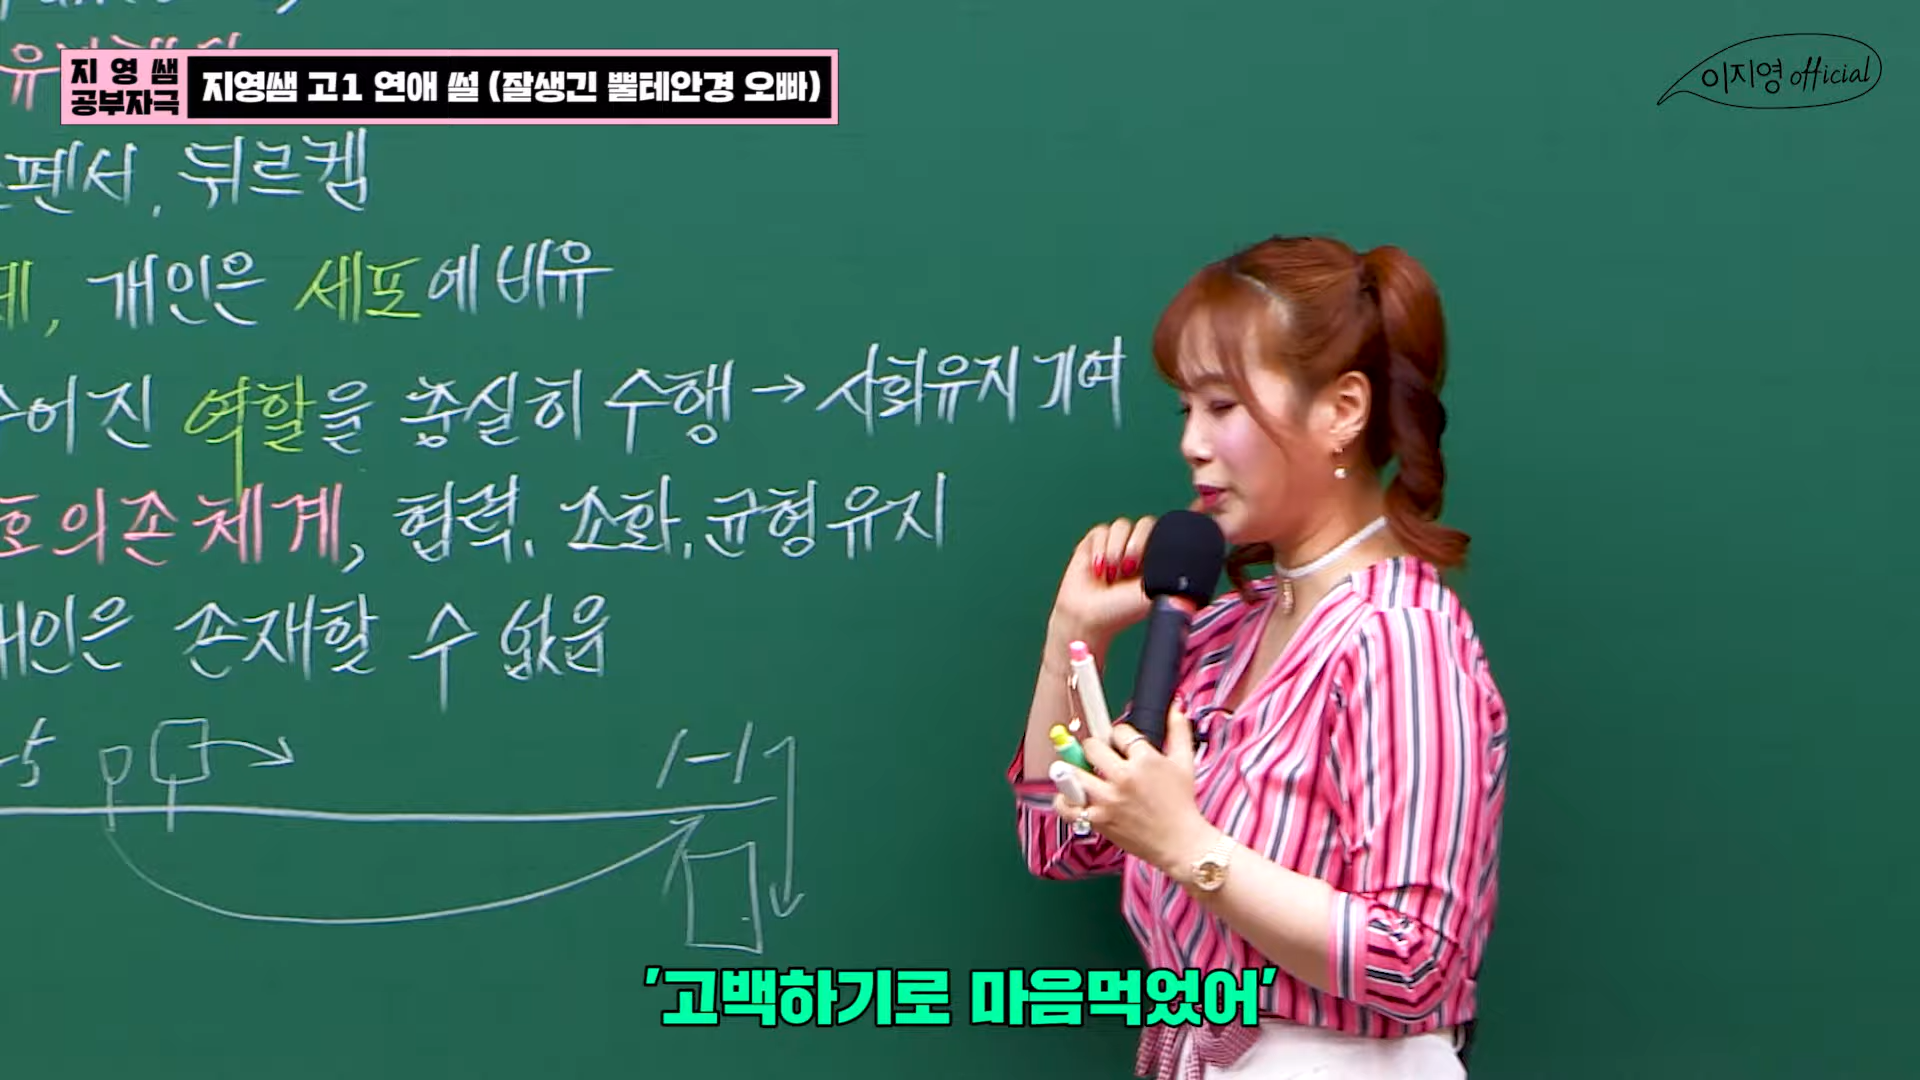 지영쌤
공부자극
지영쌤 고1 연애 썰 (잘생긴 뿔테안경 오빠)
이지영 official
펜서, 뒤르켐
개인은 세포에 비유
어진 역할을 충실히 수행 → 사회유지 기여
호의존 체계, 협력, 조화, 균형유지
개인은 존재할 수 없음
-5
1-1
'고백하기로 마음먹었어'